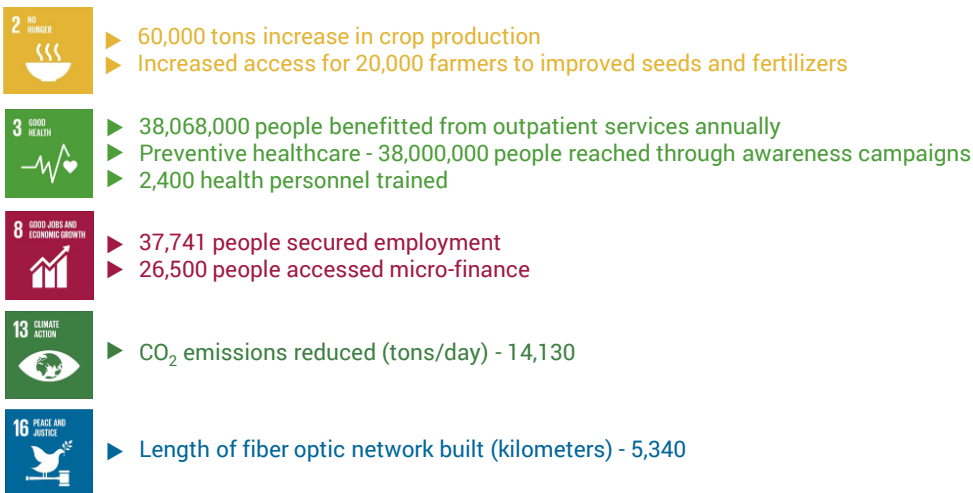 2 NO
HUNGER
▶ 60,000 tons increase in crop production
▶ Increased access for 20,000 farmers to improved seeds and fertilizers
3 GOOD
HEALTH
▶ 38,068,000 people benefitted from outpatient services annually
▶ Preventive healthcare - 38,000,000 people reached through awareness campaigns
▶ 2,400 health personnel trained
8 GOOD JOBS AND
ECONOMIC GROWTH
▶ 37,741 people secured employment
▶ 26,500 people accessed micro-finance
13 CLIMATE
ACTION
▶ CO₂ emissions reduced (tons/day) - 14,130
16 PEACE AND
JUSTICE
▶ Length of fiber optic network built (kilometers) - 5,340